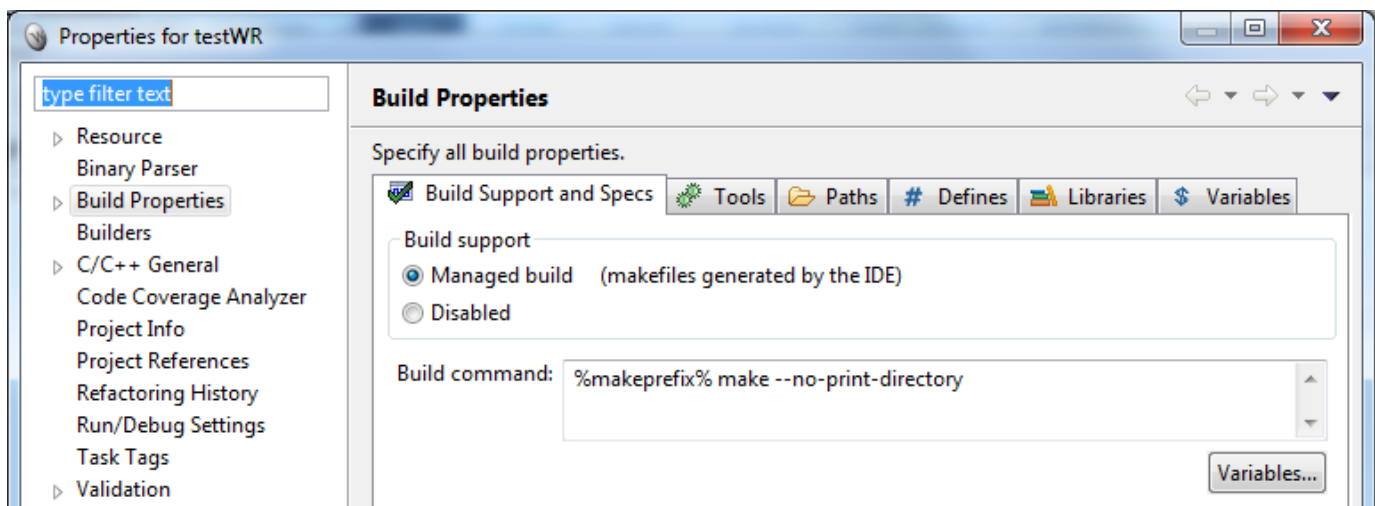 Properties for testWR
type filter text
Resource
Binary Parser
Build Properties
Builders
C/C++ General
Code Coverage Analyzer
Project Info
Project References
Refactoring History
Run/Debug Settings
Task Tags
Validation
Build Properties
Specify all build properties.
Build Support and Specs Tools Paths # Defines Libraries $ Variables
Build support
Managed build (makefiles generated by the IDE)
Disabled
Build command: %makeprefix% make --no-print-directory
Variables...